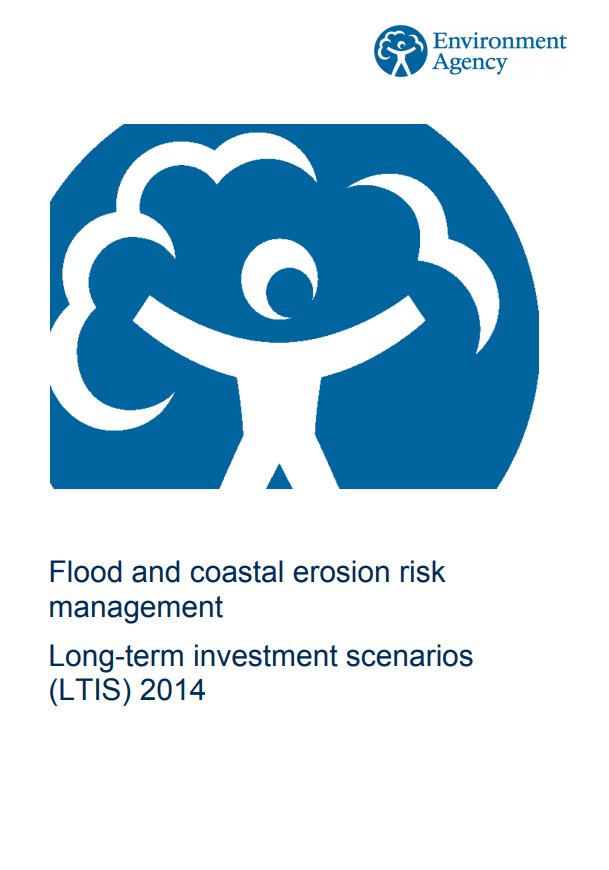 Environment
Agency
Flood and coastal erosion risk
management
Long-term investment scenarios
(LTIS) 2014